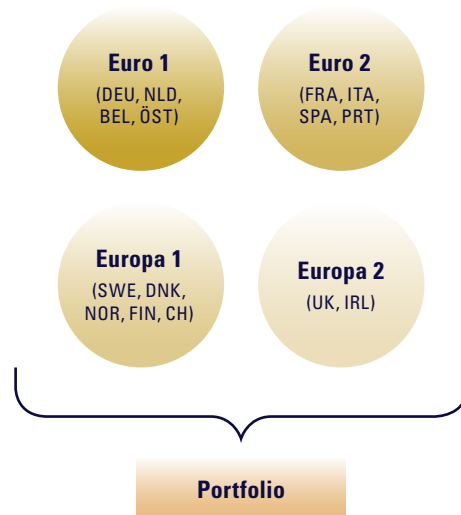 Euro 1
(DEU, NLD,
BEL, ÖST)
Euro 2
(FRA, ITA,
SPA, PRT)
Europa 1
(SWE, DNK,
NOR, FIN, CH)
Europa 2
(UK, IRL)
Portfolio